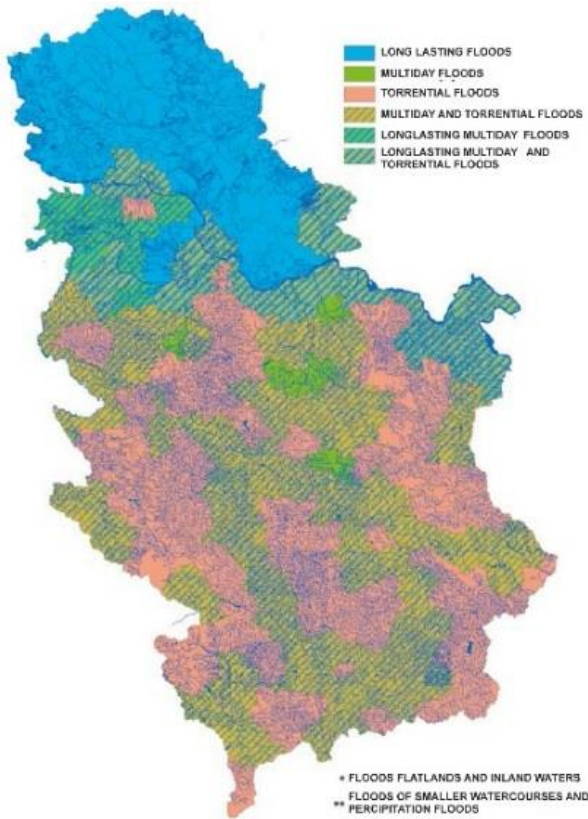 LONG LASTING FLOODS
MULTIDAY FLOODS
TORRENTIAL FLOODS
MULTIDAY AND TORRENTIAL FLOODS
LONGLASTING MULTIDAY FLOODS
LONGLASTING MULTIDAY AND
TORRENTIAL FLOODS
* FLOODS FLATLANDS AND INLAND WATERS
** FLOODS OF SMALLER WATERCOURSES AND
PERCIPITATION FLOODS